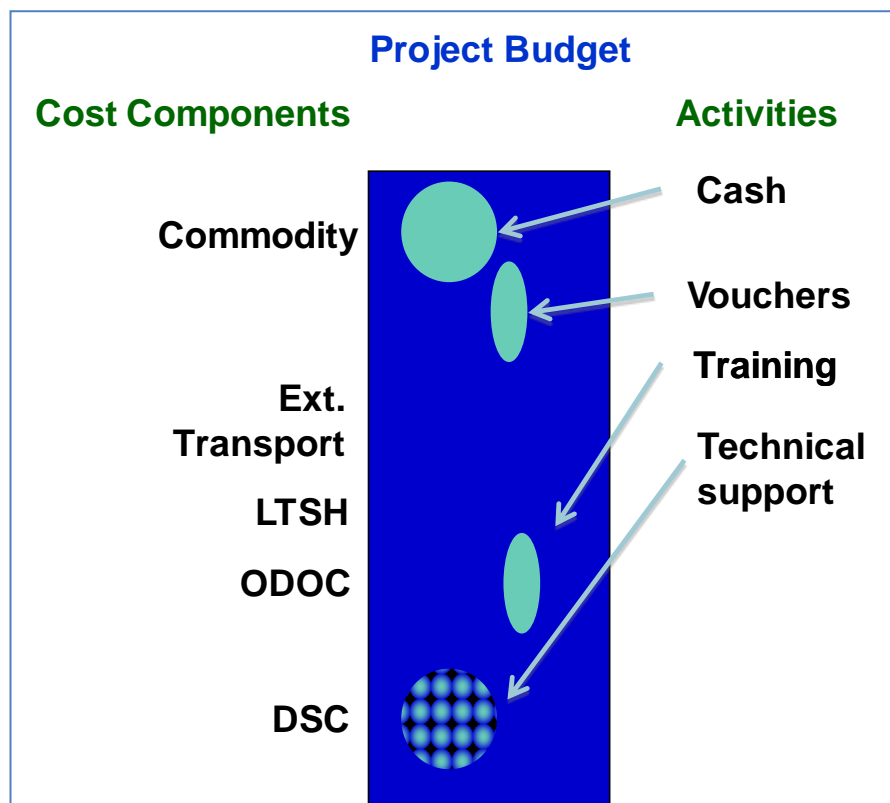 Project Budget
Cost Components
Activities
Cash
Commodity
Vouchers
Training
Ext.
Transport
Technical
support
LTSH
ODOC
DSC